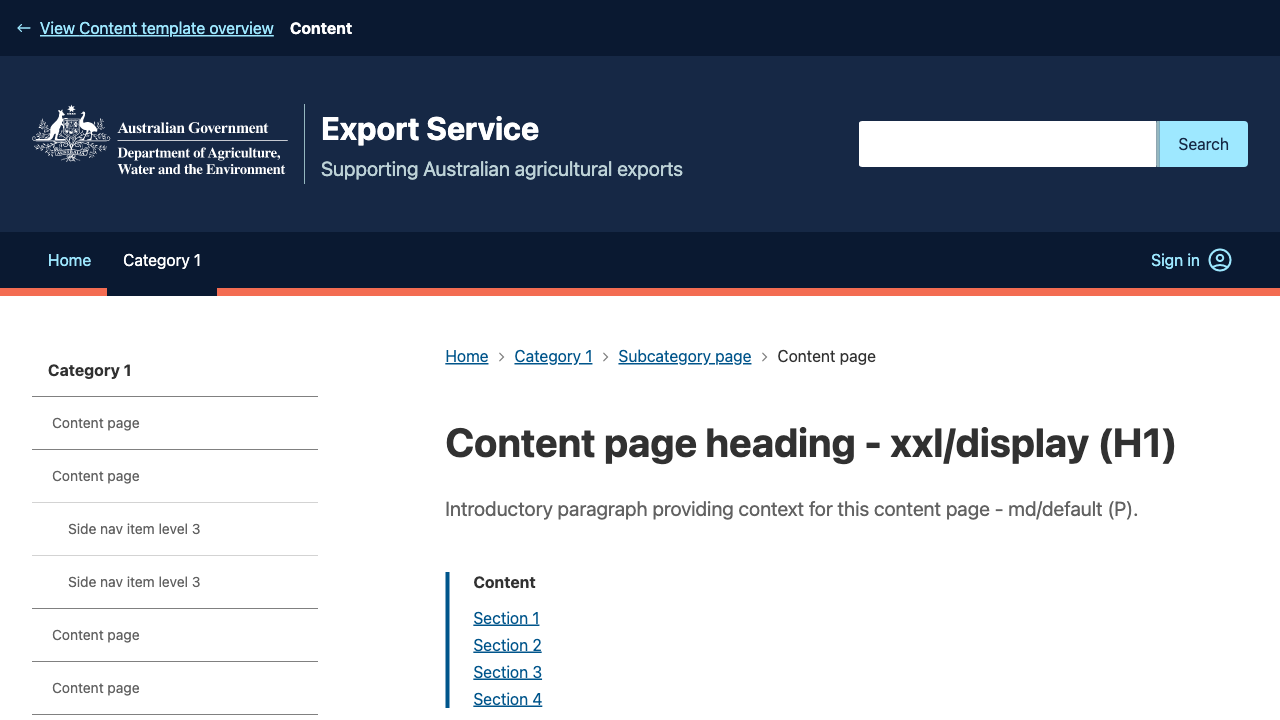 View Content template overview Content
Australian Government
Department of Agriculture,
Water and the Environment
Export Service
Supporting Australian agricultural exports
Search
Home Category 1 Sign in
Category 1
Content page
Content page
Side nav item level 3
Side nav item level 3
Content page
Content page
Home Category 1 Subcategory page Content page
Content page heading - xxl/display (H1)
Introductory paragraph providing context for this content page - md/default (P).
Content
Section 1
Section 2
Section 3
Section 4